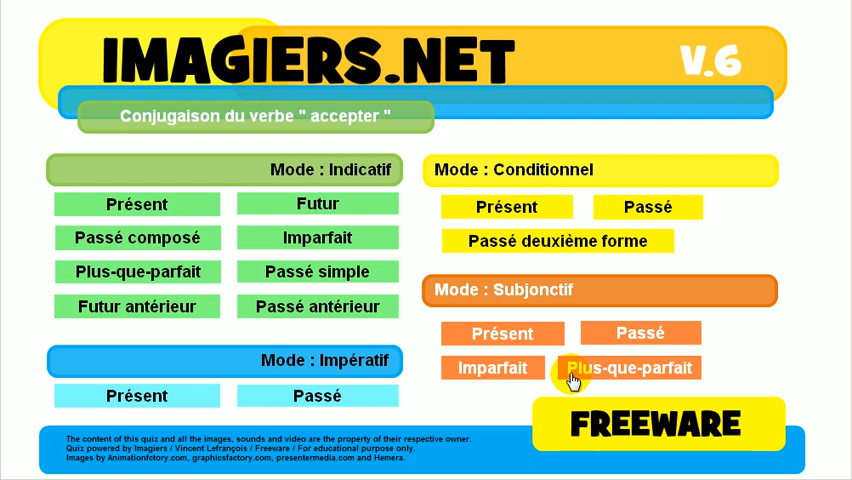 IMAGIERS.NET
V.6
Conjugaison du verbe " accepter "
Mode : Indicatif
Présent
Futur
Passé composé
Imparfait
Plus-que-parfait
Passé simple
Futur antérieur
Passé antérieur
Mode : Impératif
Présent
Passé
Mode : Conditionnel
Présent
Passé
Passé deuxième forme
Mode : Subjonctif
Présent
Passé
Imparfait
Plus-que-parfait
FREEWARE
The content of this quiz and all the images, sounds and video are the property of their respective owner.
Quiz powered by Imagiers / Vincent Lefrançois / Freeware / For educational purpose only.
Images by Animationfctory.com, graphicsfactory.com, presentermedia.com and Hemera.